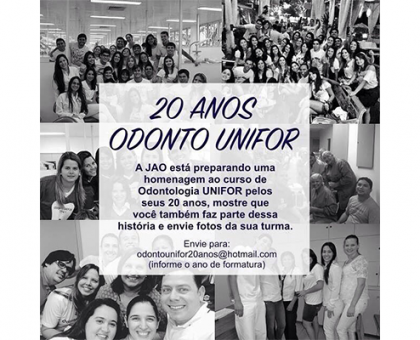 20 ANOS
ODONTO UNIFOR
A JAO está preparando uma
homenagem ao curso de
Odontologia UNIFOR pelos
seus 20 anos, mostre que
você também faz parte dessa
história e envie fotos da sua turma.
Envie para:
odontounifor20anos@hotmail.com
(informe o ano de formatura)